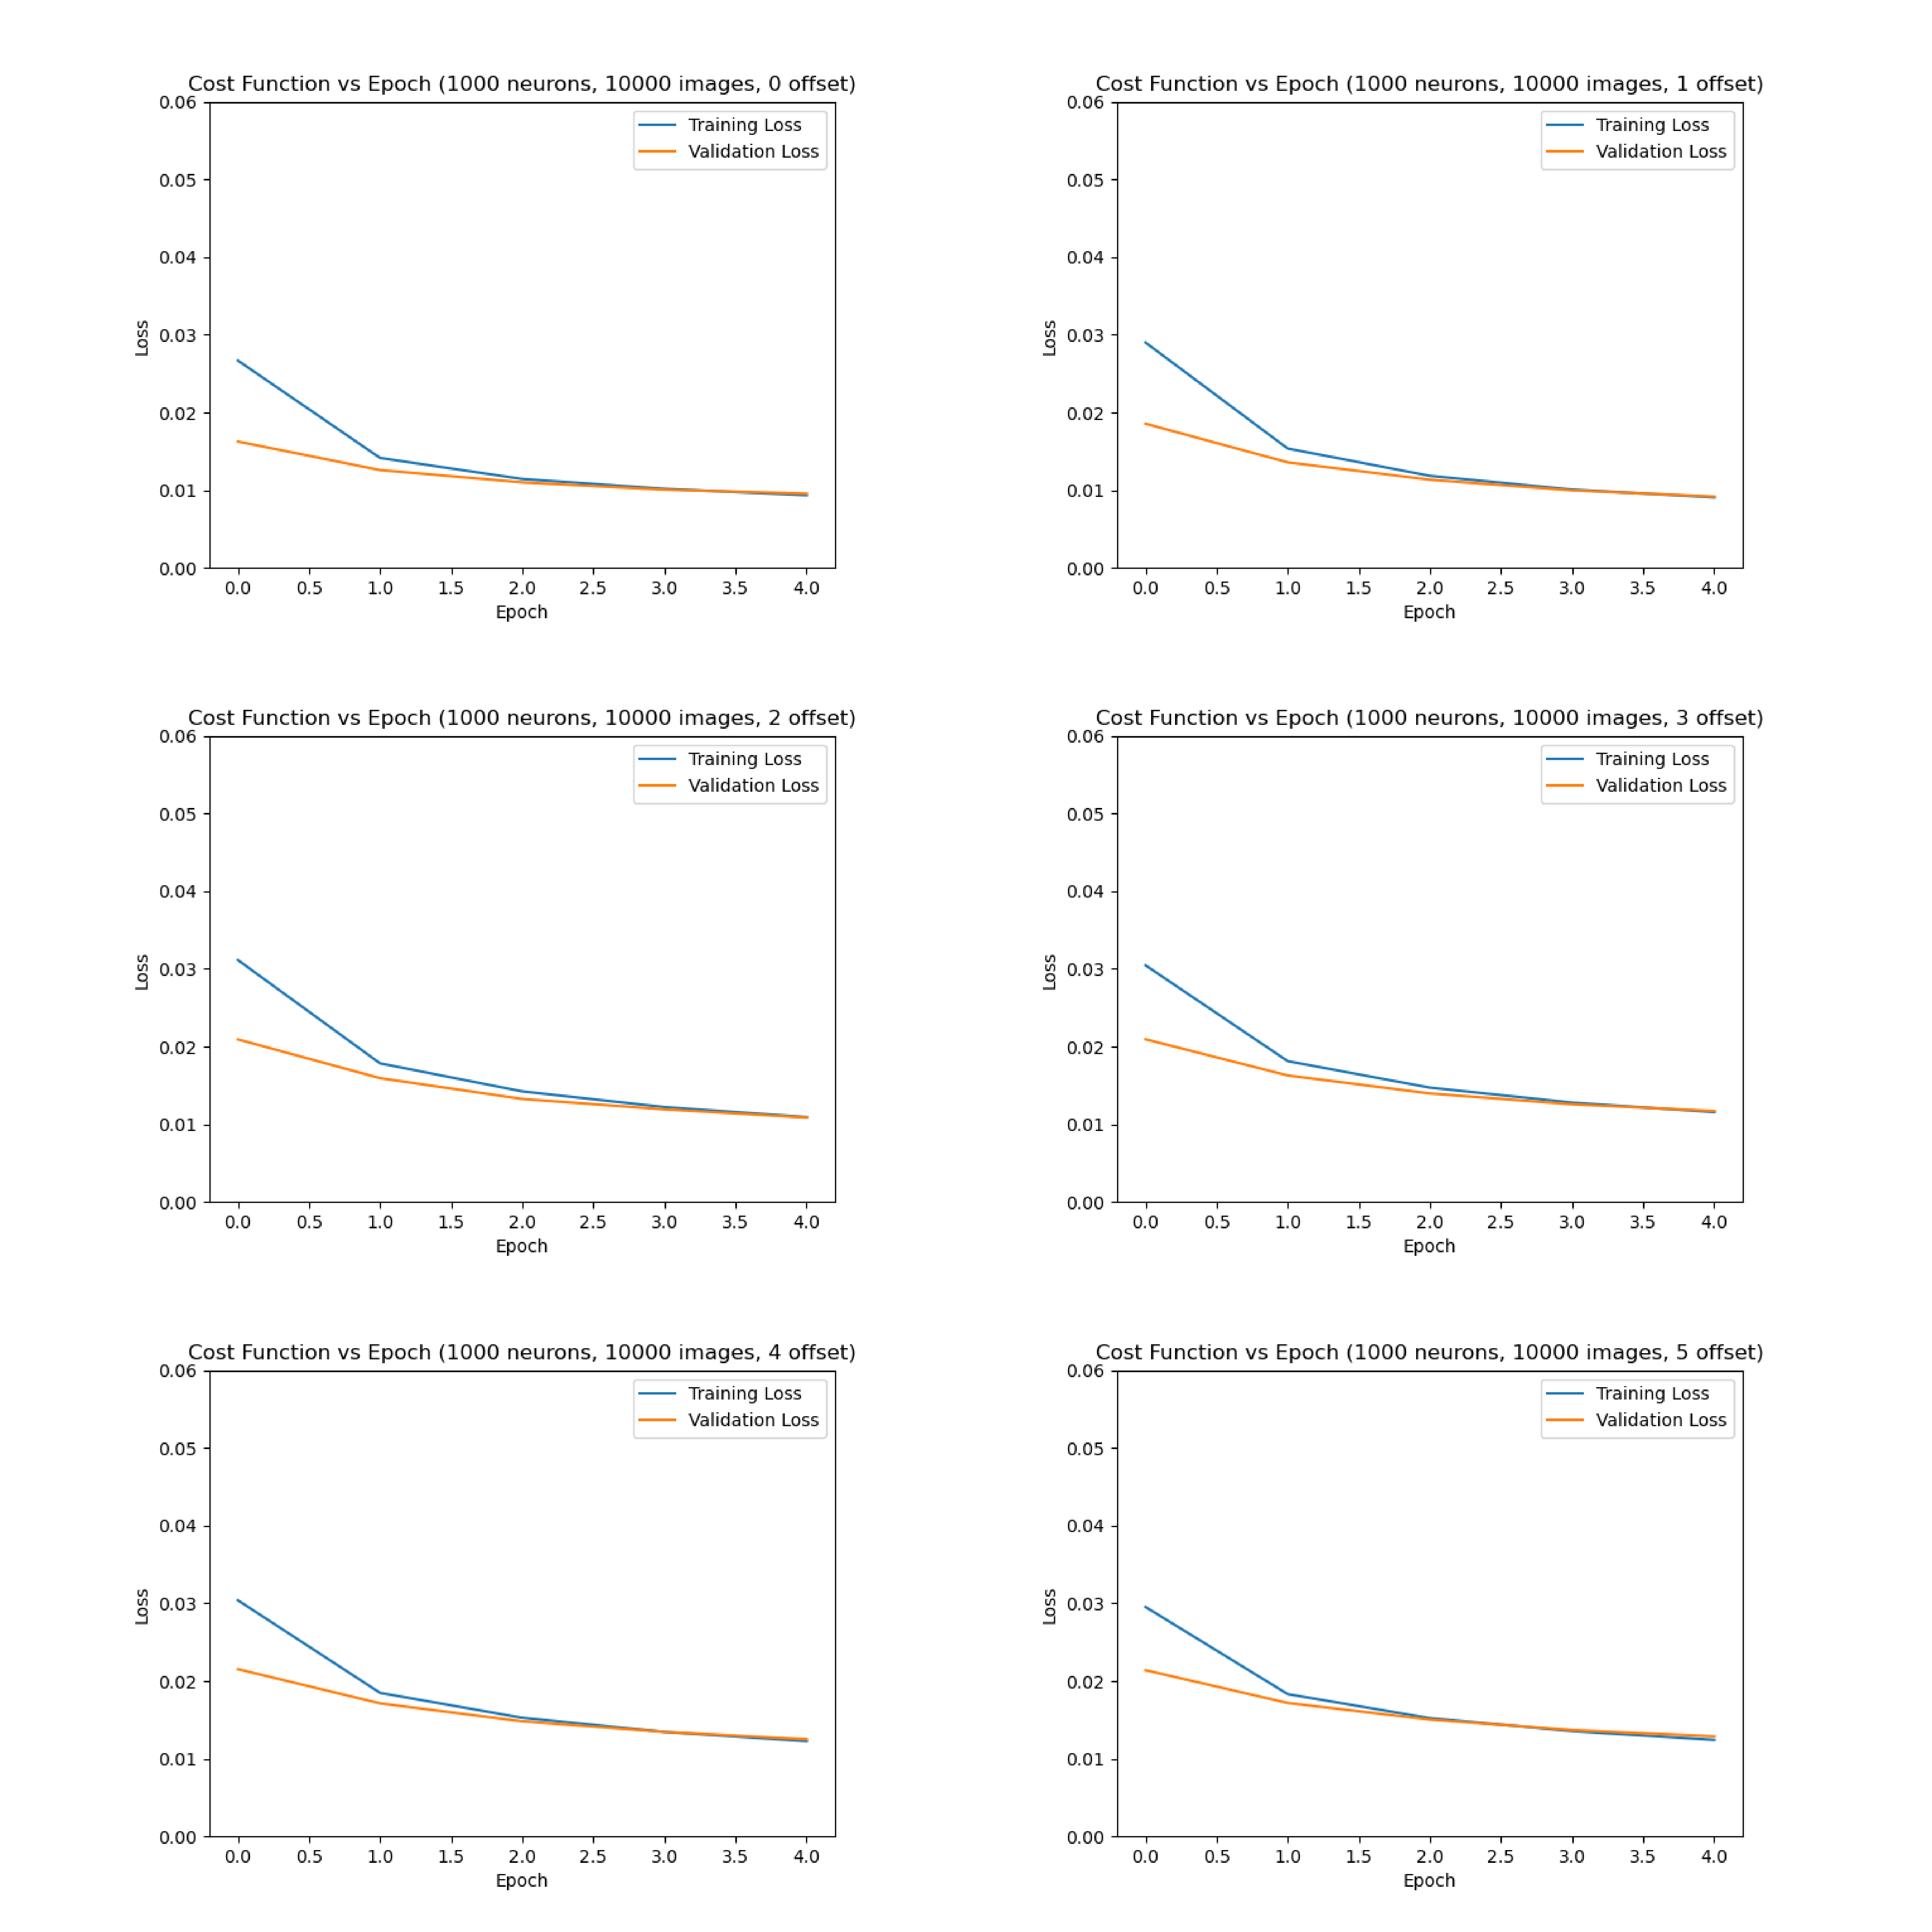 Cost Function vs Epoch (1000 neurons, 10000 images, 0 offset)
0.06
0.05
0.04
0.03
0.02
0.01
0.00
Loss
Training Loss
Validation Loss
0.0 0.5 1.0 1.5 2.0 2.5 3.0 3.5 4.0
Epoch
Cost Function vs Epoch (1000 neurons, 10000 images, 1 offset)
0.06
0.05
0.04
0.03
0.02
0.01
0.00
Loss
Training Loss
Validation Loss
0.0 0.5 1.0 1.5 2.0 2.5 3.0 3.5 4.0
Epoch
Cost Function vs Epoch (1000 neurons, 10000 images, 2 offset)
0.06
0.05
0.04
0.03
0.02
0.01
0.00
Loss
Training Loss
Validation Loss
0.0 0.5 1.0 1.5 2.0 2.5 3.0 3.5 4.0
Epoch
Cost Function vs Epoch (1000 neurons, 10000 images, 3 offset)
0.06
0.05
0.04
0.03
0.02
0.01
0.00
Loss
Training Loss
Validation Loss
0.0 0.5 1.0 1.5 2.0 2.5 3.0 3.5 4.0
Epoch
Cost Function vs Epoch (1000 neurons, 10000 images, 4 offset)
0.06
0.05
0.04
0.03
0.02
0.01
0.00
Loss
Training Loss
Validation Loss
0.0 0.5 1.0 1.5 2.0 2.5 3.0 3.5 4.0
Epoch
Cost Function vs Epoch (1000 neurons, 10000 images, 5 offset)
0.06
0.05
0.04
0.03
0.02
0.01
0.00
Loss
Training Loss
Validation Loss
0.0 0.5 1.0 1.5 2.0 2.5 3.0 3.5 4.0
Epoch